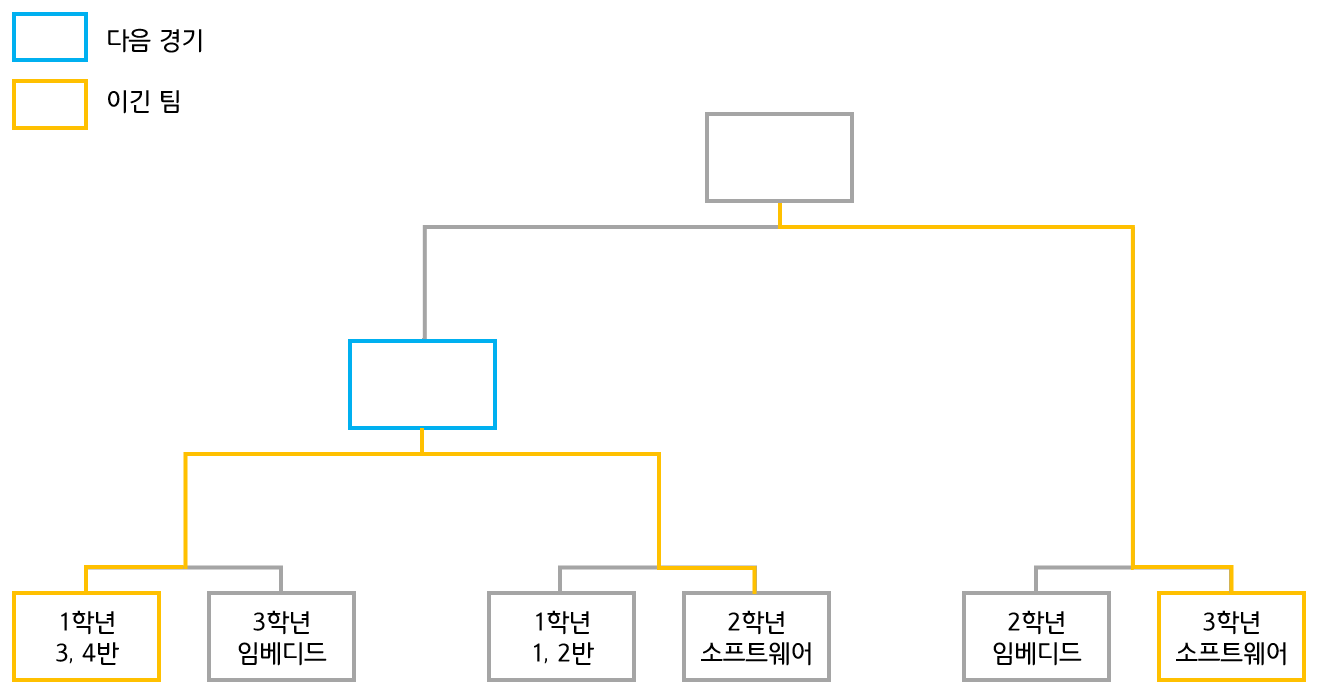 다음 경기
이긴 팀
1학년
3, 4반
3학년
임베디드
1학년
1, 2반
2학년
소프트웨어
2학년
임베디드
3학년
소프트웨어